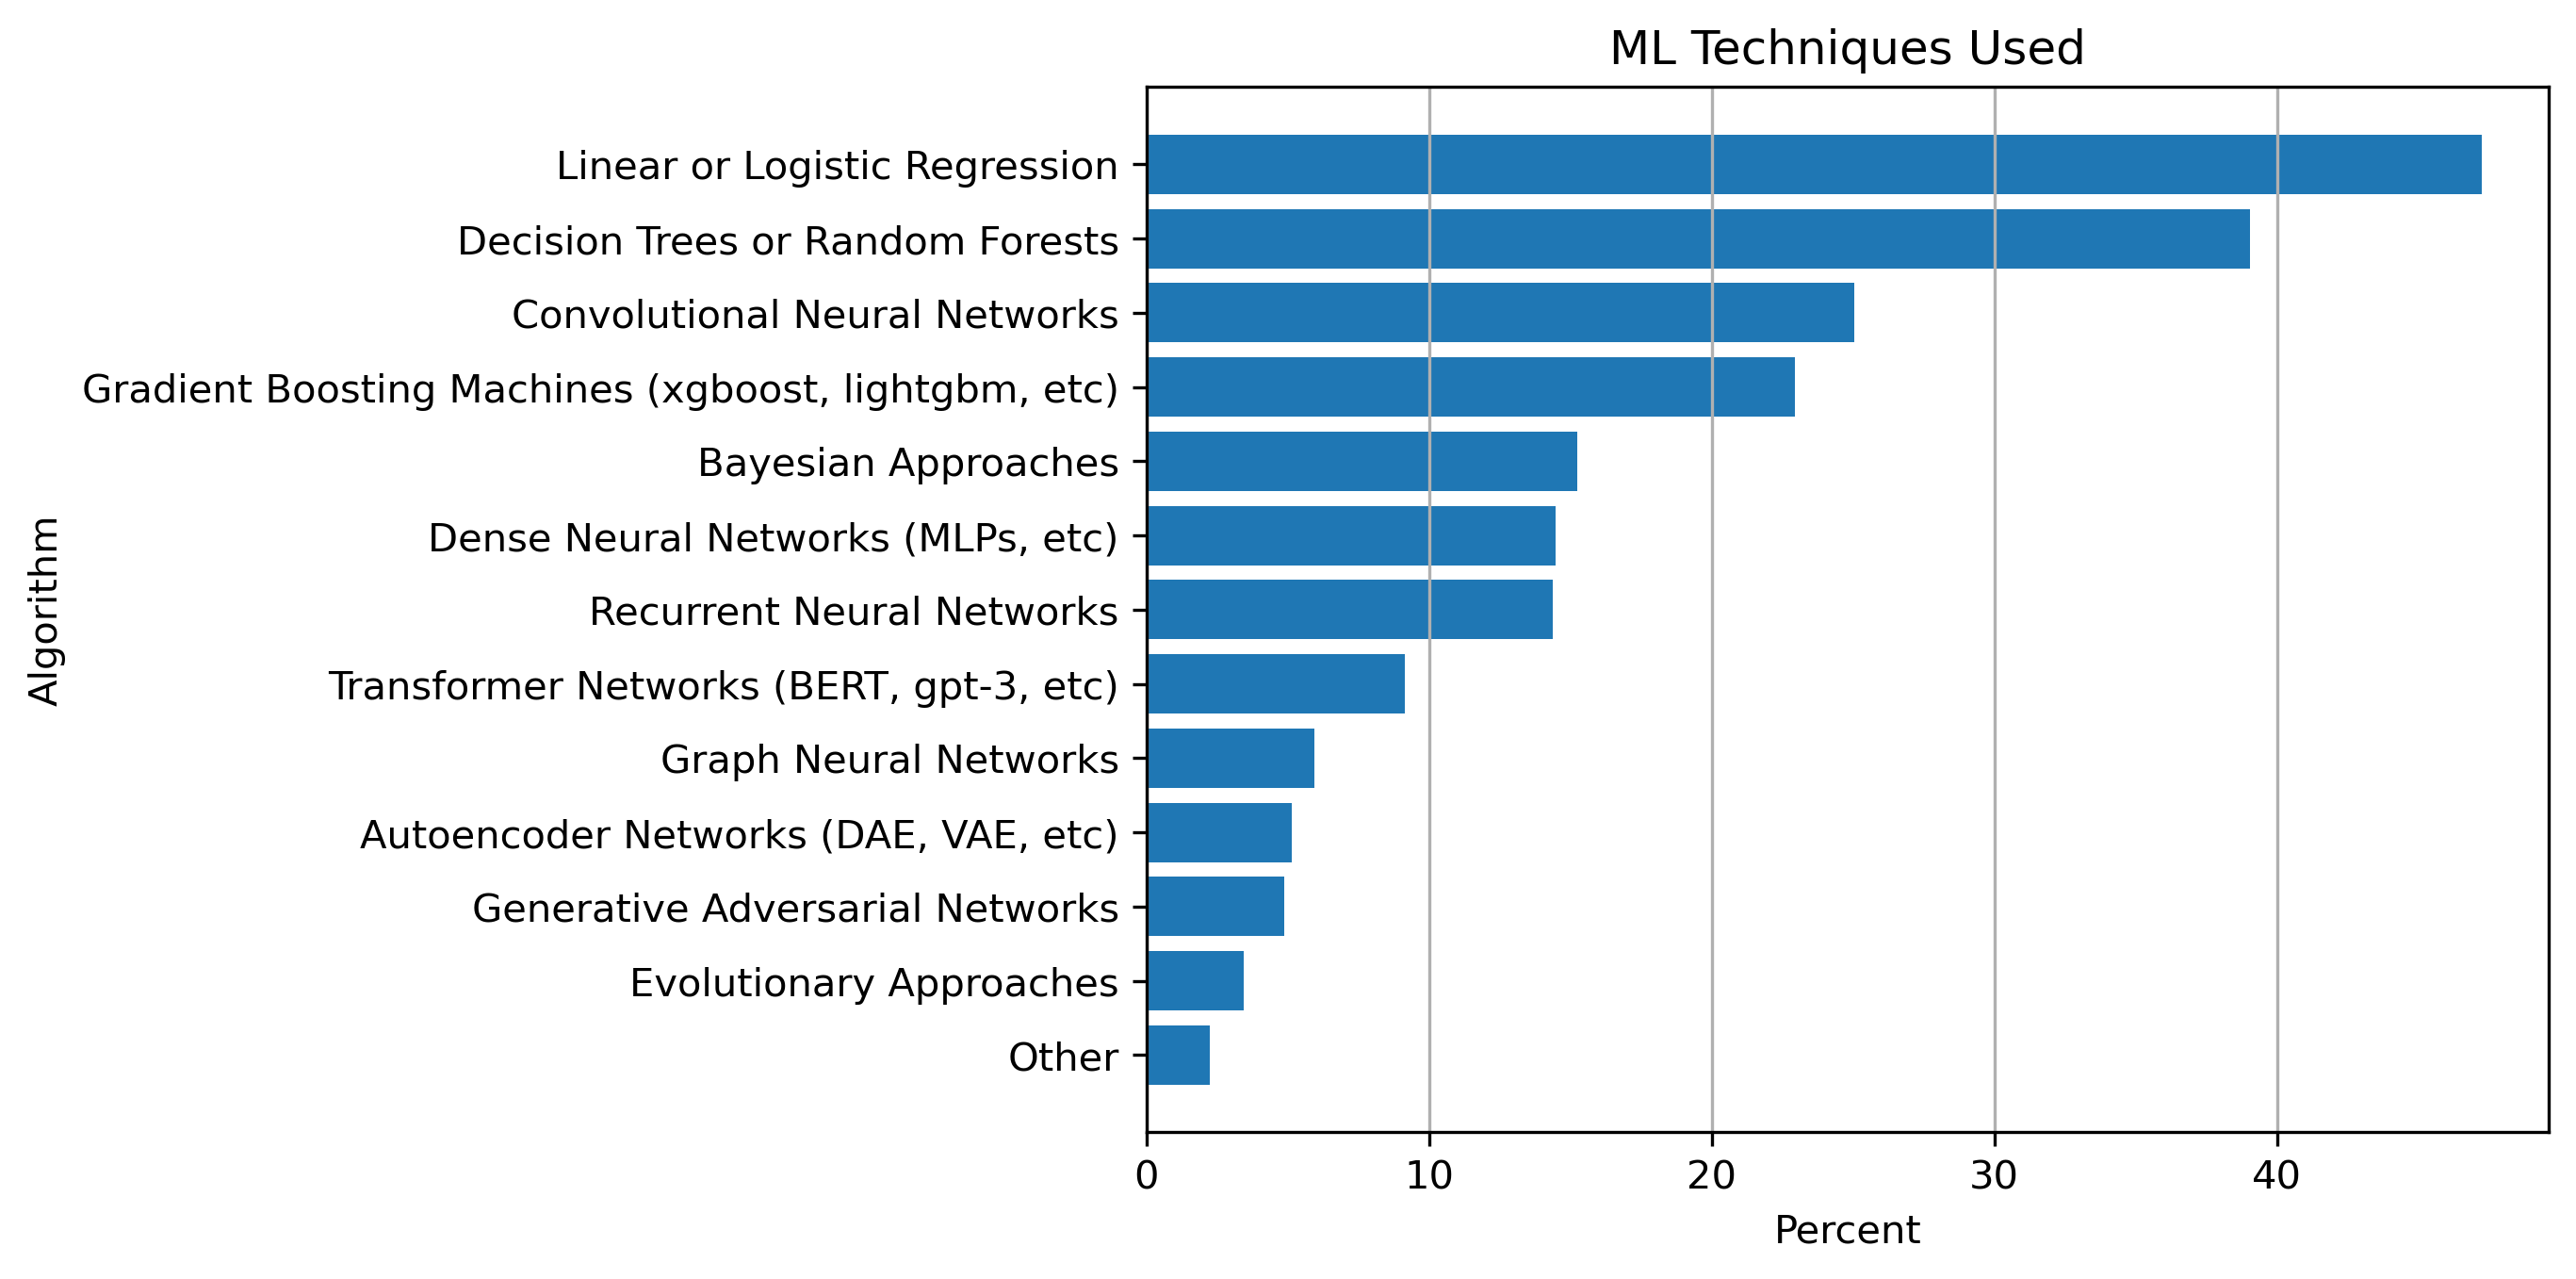 ML Techniques Used
Linear or Logistic Regression
Decision Trees or Random Forests
Convolutional Neural Networks
Gradient Boosting Machines (xgboost, lightgbm, etc)
Bayesian Approaches
Dense Neural Networks (MLPs, etc)
Recurrent Neural Networks
Transformer Networks (BERT, gpt-3, etc)
Graph Neural Networks
Autoencoder Networks (DAE, VAE, etc)
Generative Adversarial Networks
Evolutionary Approaches
Other
Algorithm
0 10 20 30 40
Percent